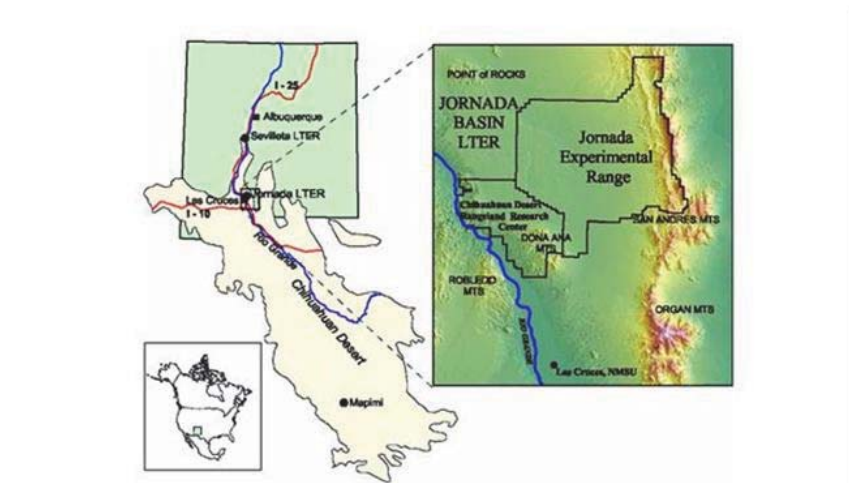 I - 25
Albuquerque
Sevilleta LTER
Jornada LTER
Las Cruces
I - 10
Rio Grande
Chihuahuan Desert
Mapimi
POINT of ROCKS
JORNADA
BASIN
LTER
Jornada
Experimental
Range
Chihuahuan Desert
Rangeland Research
Center
DONA ANA
MTS
SAN ANDRES MTS
ROBLEDO
MTS
ORGAN MTS
RIO GRANDE
Las Cruces, NMSU